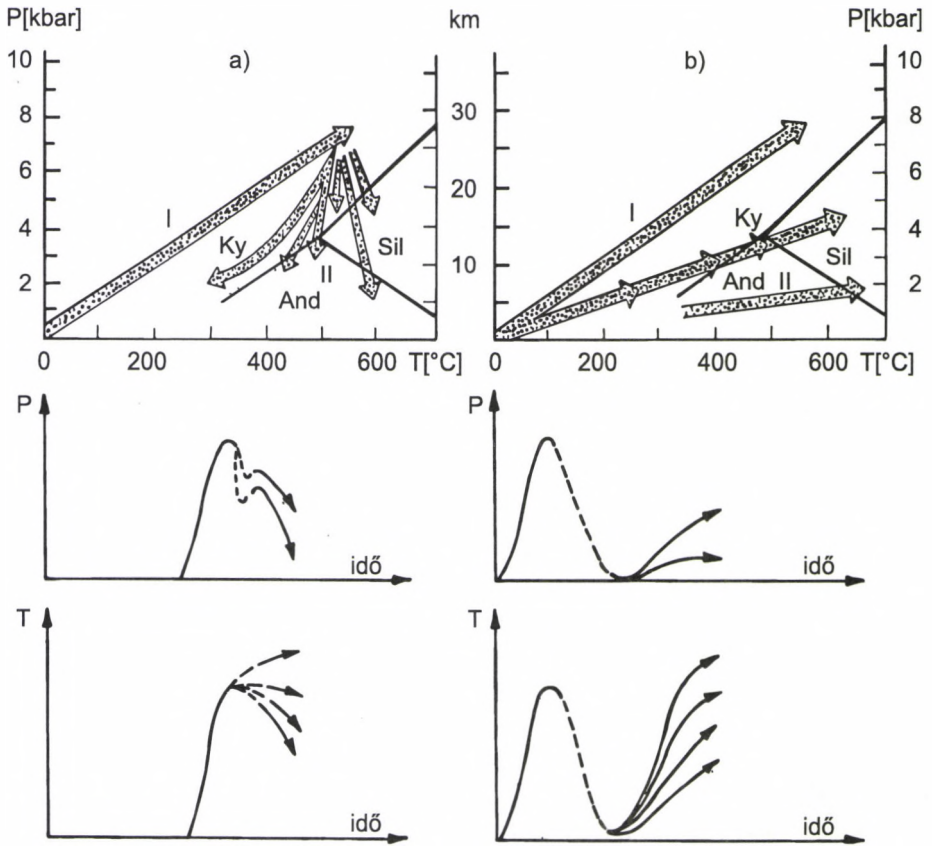 P[kbar] km P[kbar]
a) b)
10 10
8 30 8
6 20 6
4 10 4
2 2
I Ky Sil II And
I Ky Sil And II
0 200 400 600 T[°C] 0 200 400 600 T[°C]
P idő P idő
T idő T idő